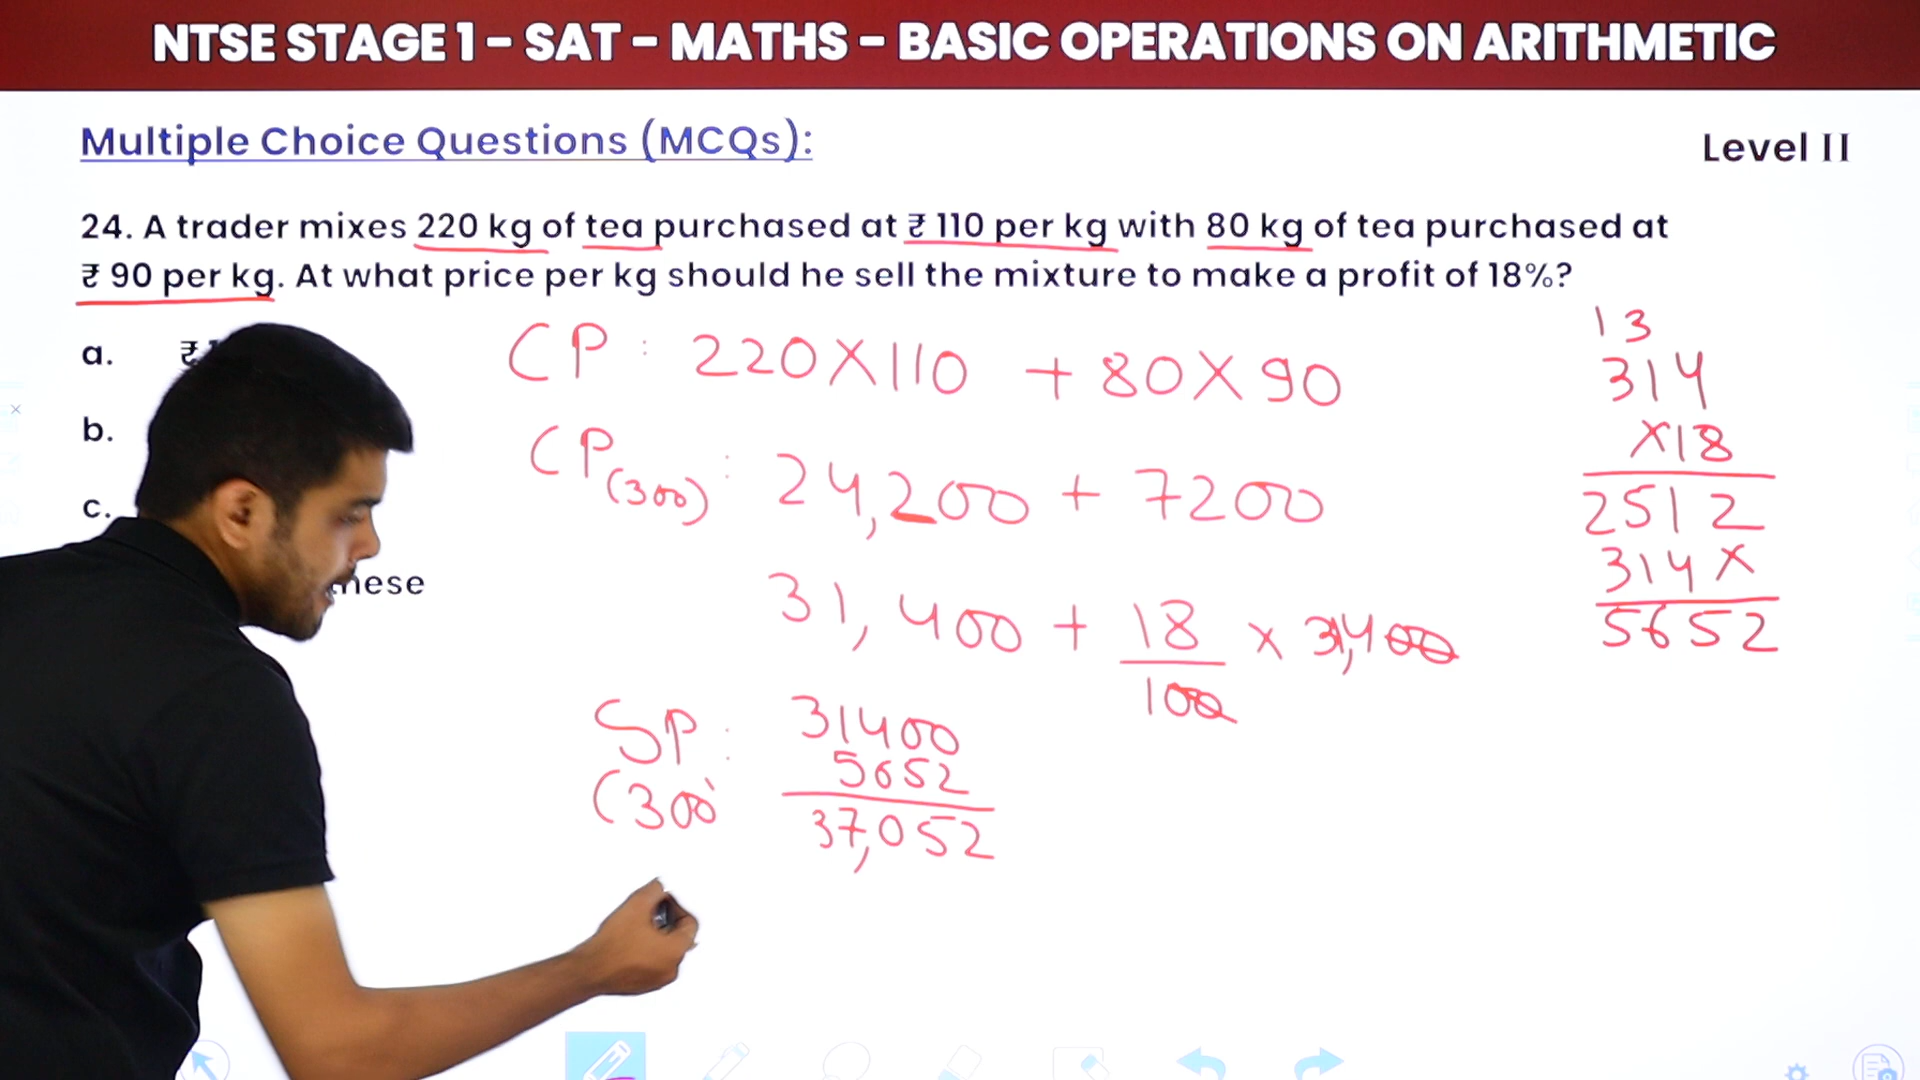 NTSE STAGE 1 – SAT – MATHS – BASIC OPERATIONS ON ARITHMETIC
Multiple Choice Questions (MCQs):
Level II
24. A trader mixes 220 kg of tea purchased at ₹ 110 per kg with 80 kg of tea purchased at
₹ 90 per kg. At what price per kg should he sell the mixture to make a profit of 18%?
a. ₹
b.
c.
CP : 220X110 + 80X90
CP(300) : 24,200 + 7200
31,400 + 18/100 x 31,400
SP : 31400
(300
5652
37,052
13
314
X18
2512
314X
5652